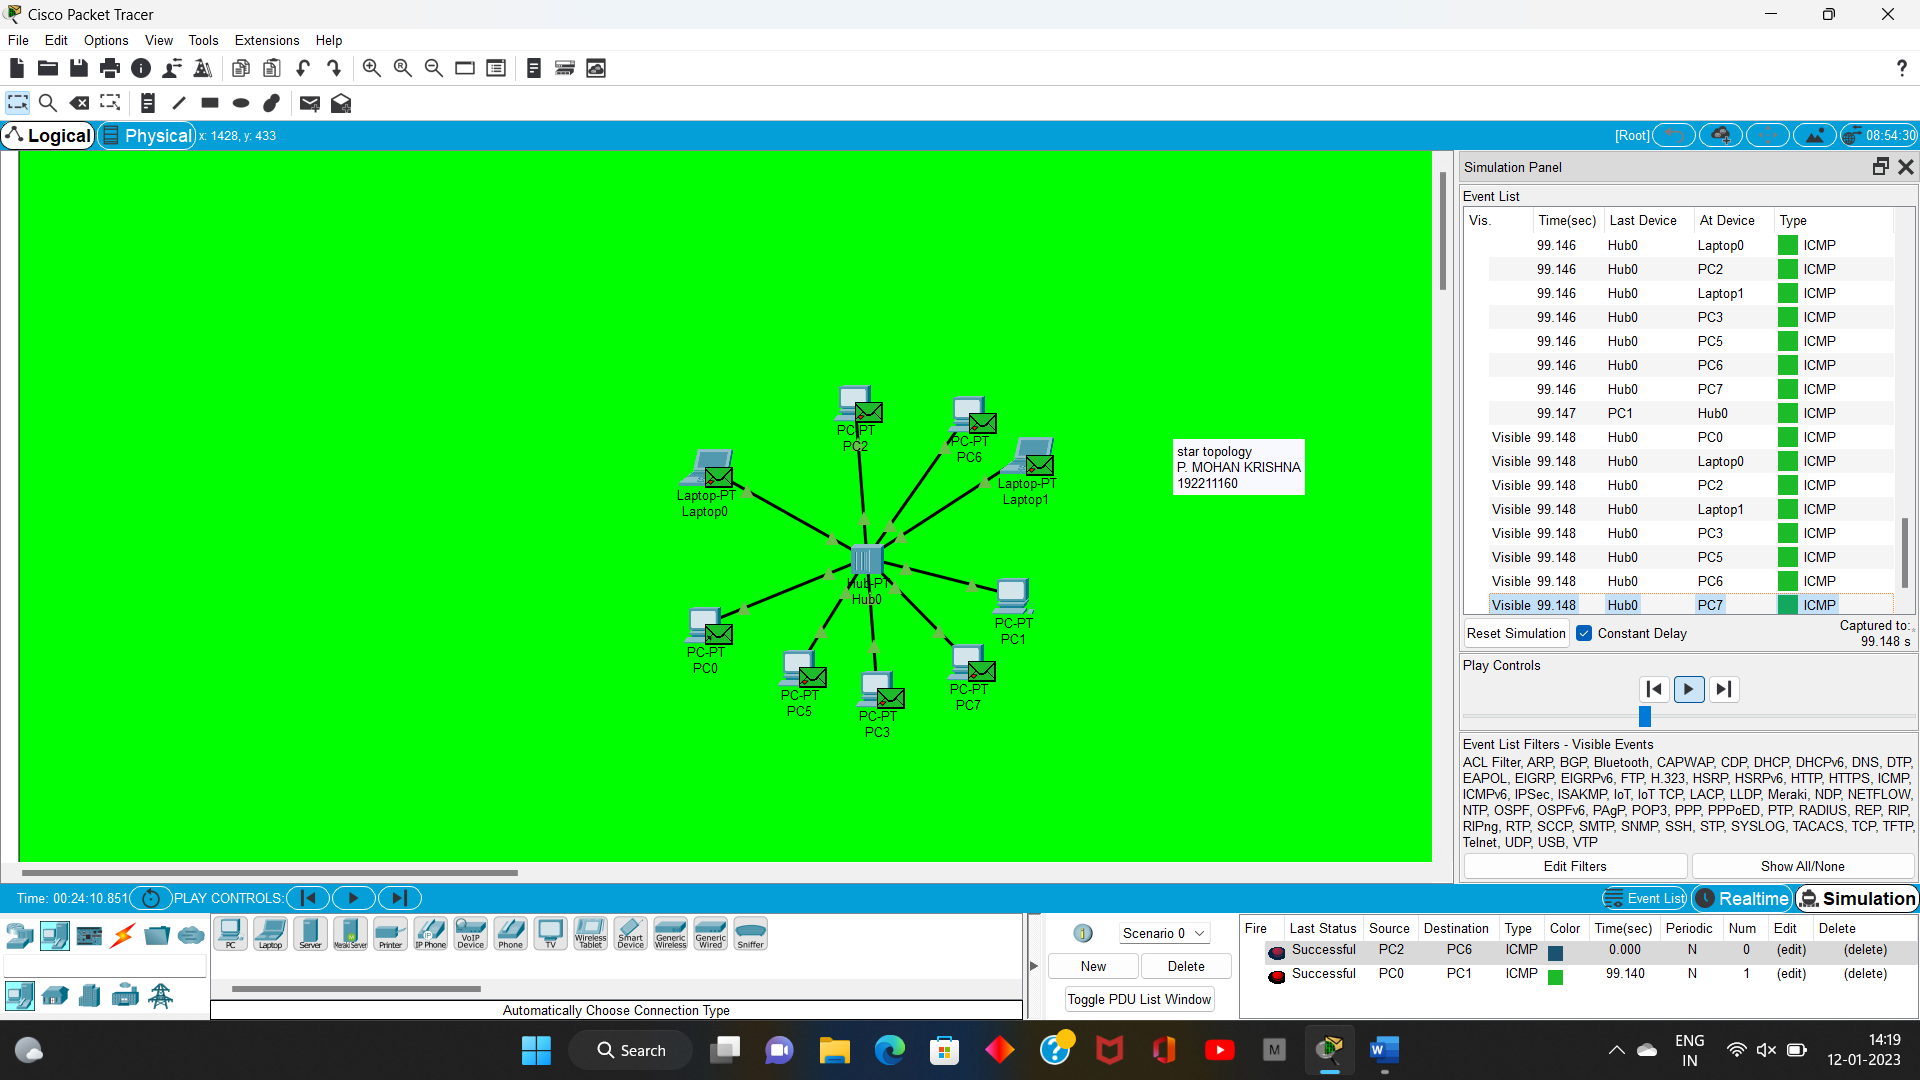 Cisco Packet Tracer
File Edit Options View Tools Extensions Help
?
Logical Physical x: 1428, y: 433 [Root] 08:54:30
PC-PT
PC2
PC-PT
PC6
Laptop-PT
Laptop0
Laptop-PT
Laptop1
star topology
P. MOHAN KRISHNA
192211160
Hub-PT
Hub0
PC-PT
PC1
PC-PT
PC0
PC-PT
PC5
PC-PT
PC3
PC-PT
PC7
Simulation Panel
Event List
Vis. Time(sec) Last Device At Device Type
99.146 Hub0 Laptop0 ICMP
99.146 Hub0 PC2 ICMP
99.146 Hub0 Laptop1 ICMP
99.146 Hub0 PC3 ICMP
99.146 Hub0 PC5 ICMP
99.146 Hub0 PC6 ICMP
99.146 Hub0 PC7 ICMP
99.147 PC1 Hub0 ICMP
Visible 99.148 Hub0 PC0 ICMP
Visible 99.148 Hub0 Laptop0 ICMP
Visible 99.148 Hub0 PC2 ICMP
Visible 99.148 Hub0 Laptop1 ICMP
Visible 99.148 Hub0 PC3 ICMP
Visible 99.148 Hub0 PC5 ICMP
Visible 99.148 Hub0 PC6 ICMP
Visible 99.148 Hub0 PC7 ICMP
Reset Simulation Constant Delay Captured to:
99.148 s
Play Controls
Event List Filters - Visible Events
ACL Filter, ARP, BGP, Bluetooth, CAPWAP, CDP, DHCP, DHCPv6, DNS, DTP,
EAPOL, EIGRP, EIGRPv6, FTP, H.323, HSRP, HSRPv6, HTTP, HTTPS, ICMP,
ICMPv6, IPSec, ISAKMP, IoT, IoT TCP, LACP, LLDP, Meraki, NDP, NETFLOW,
NTP, OSPF, OSPFv6, PAgP, POP3, PPP, PPPoED, PTP, RADIUS, REP, RIP,
RIPng, RTP, SCCP, SMTP, SNMP, SSH, STP, SYSLOG, TACACS, TCP, TFTP,
Telnet, UDP, USB, VTP
Edit Filters Show All/None
Time: 00:24:10.851 PLAY CONTROLS: Event List Realtime Simulation
PC Laptop Server Meraki Server Printer IP Phone VoIP Device Phone TV Wireless Tablet Smart Device Generic Wireless Generic Wired Sniffer
Automatically Choose Connection Type
Scenario 0
New Delete
Toggle PDU List Window
Fire Last Status Source Destination Type Color Time(sec) Periodic Num Edit Delete
Successful PC2 PC6 ICMP 0.000 N 0 (edit) (delete)
Successful PC0 PC1 ICMP 99.140 N 1 (edit) (delete)
Search
ENG
IN
14:19
12-01-2023